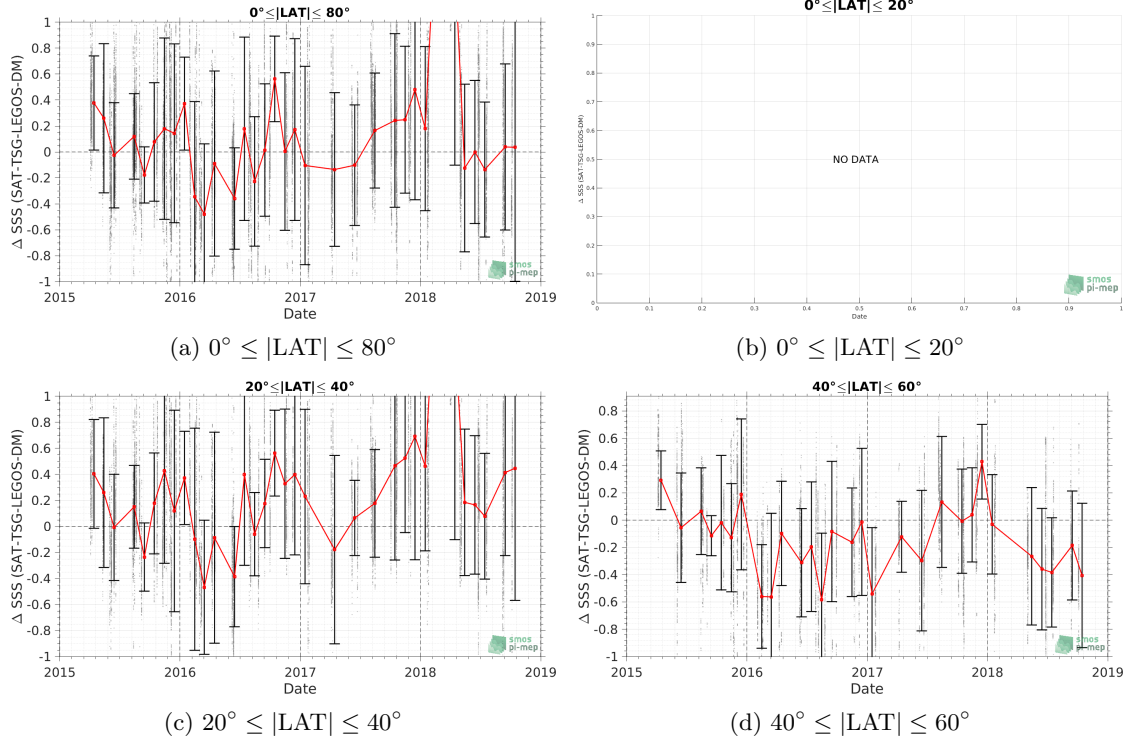 0°≤|LAT|≤ 80°
Δ SSS (SAT-TSG-LEGOS-DM)
1
0.8
0.6
0.4
0.2
0
-0.2
-0.4
-0.6
-0.8
-1
2015 2016 2017 2018 2019
Date
smos
pi-mep
(a) 0° ≤ |LAT| ≤ 80°
0°≤|LAT|≤ 20°
Δ SSS (SAT-TSG-LEGOS-DM)
1
0.9
0.8
0.7
0.6
0.5
0.4
0.3
0.2
0.1
0
NO DATA
0 0.1 0.2 0.3 0.4 0.5 0.6 0.7 0.8 0.9 1
Date
smos
pi-mep
(b) 0° ≤ |LAT| ≤ 20°
20°≤|LAT|≤ 40°
Δ SSS (SAT-TSG-LEGOS-DM)
1
0.8
0.6
0.4
0.2
0
-0.2
-0.4
-0.6
-0.8
-1
2015 2016 2017 2018 2019
Date
smos
pi-mep
(c) 20° ≤ |LAT| ≤ 40°
40°≤|LAT|≤ 60°
Δ SSS (SAT-TSG-LEGOS-DM)
0.8
0.6
0.4
0.2
0
-0.2
-0.4
-0.6
-0.8
-1
2015 2016 2017 2018 2019
Date
smos
pi-mep
(d) 40° ≤ |LAT| ≤ 60°